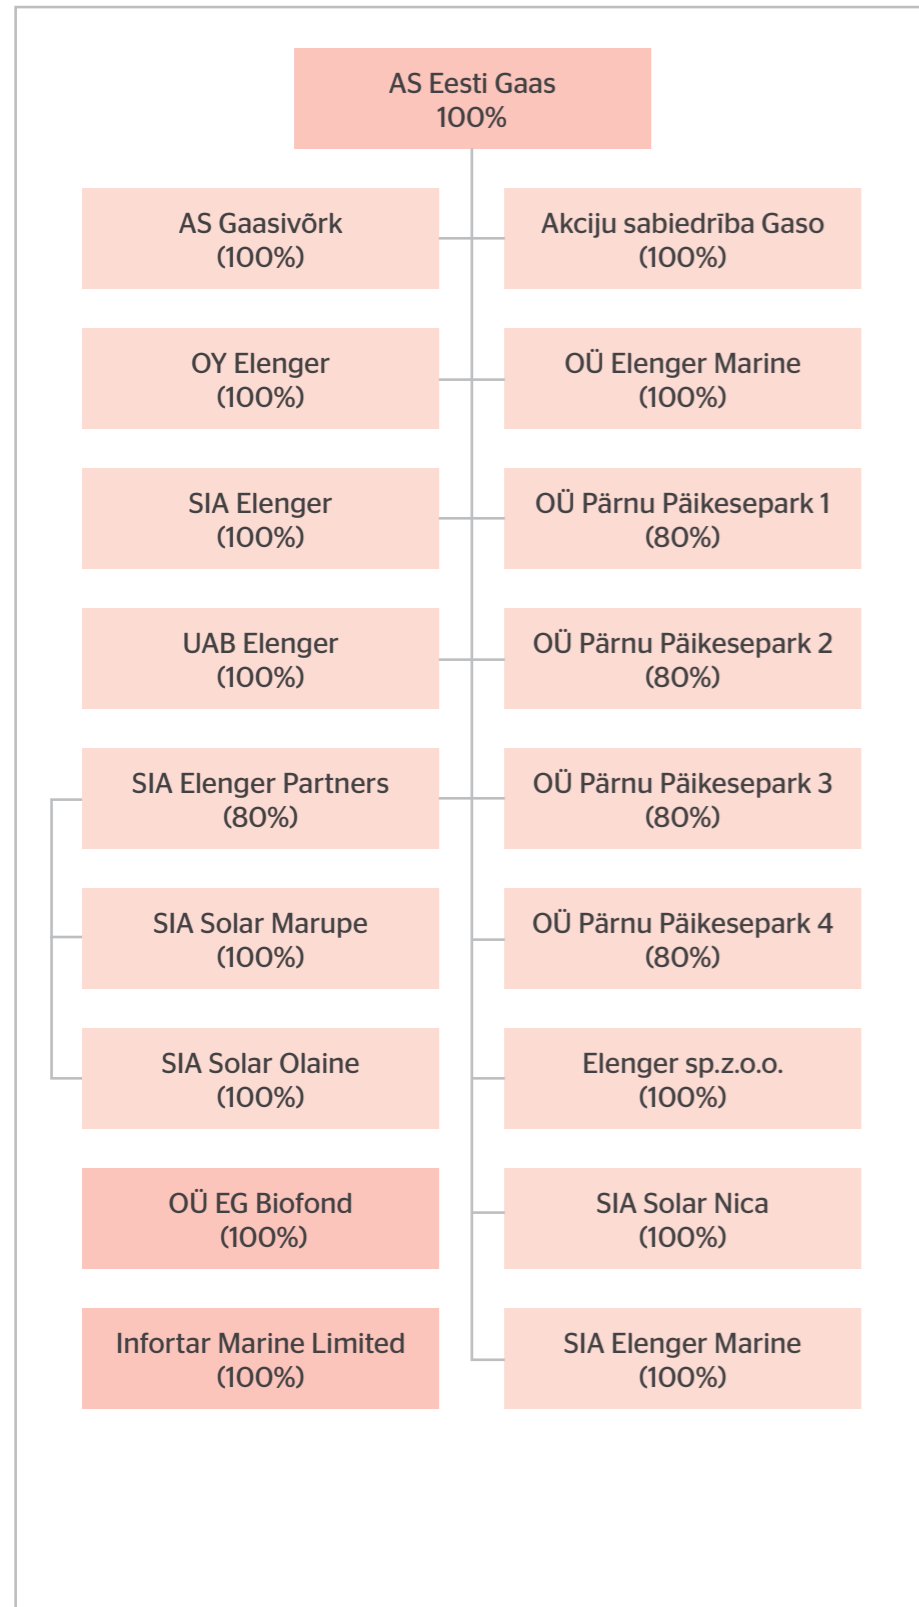 AS Eesti Gaas
100%
AS Gaasivõrk
(100%)
Akciju sabiedrība Gaso
(100%)
OY Elenger
(100%)
OÜ Elenger Marine
(100%)
SIA Elenger
(100%)
OÜ Pärnu Päikesepark 1
(80%)
UAB Elenger
(100%)
OÜ Pärnu Päikesepark 2
(80%)
SIA Elenger Partners
(80%)
OÜ Pärnu Päikesepark 3
(80%)
SIA Solar Marupe
(100%)
OÜ Pärnu Päikesepark 4
(80%)
SIA Solar Olaine
(100%)
Elenger sp.z.o.o.
(100%)
OÜ EG Biofond
(100%)
SIA Solar Nica
(100%)
Infortar Marine Limited
(100%)
SIA Elenger Marine
(100%)